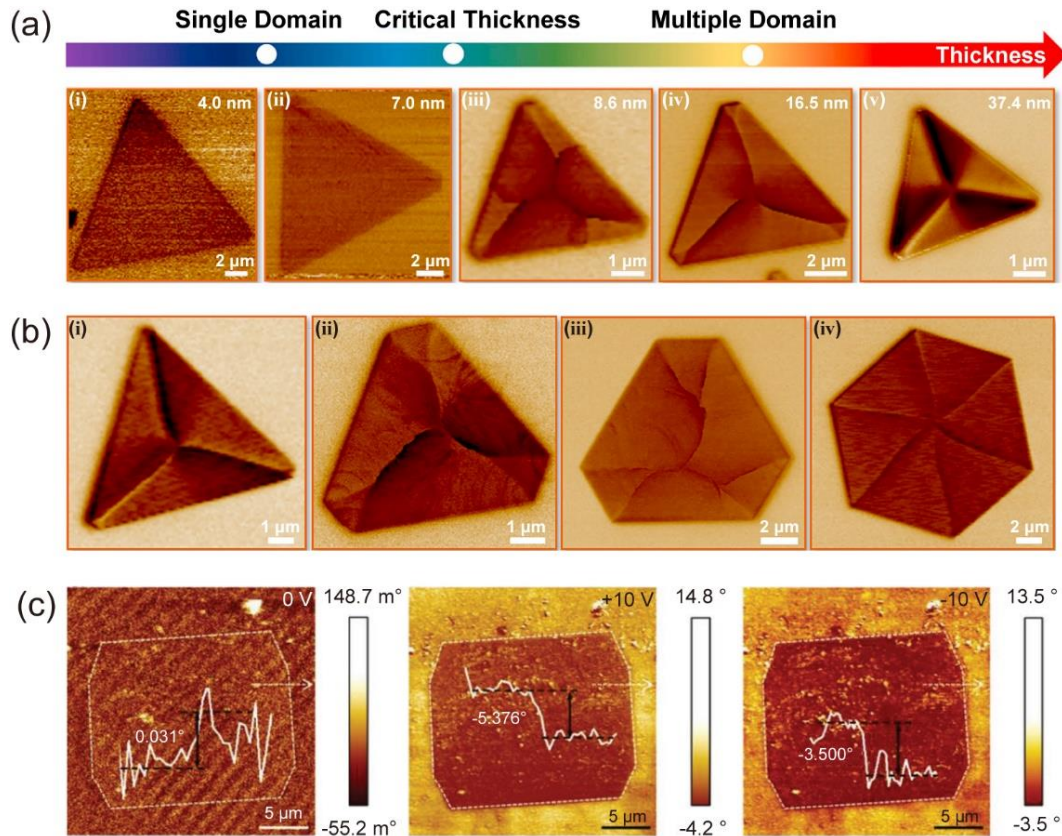 (a)
Single Domain Critical Thickness Multiple Domain
Thickness
(i) 4.0 nm (ii) 7.0 nm (iii) 8.6 nm (iv) 16.5 nm (v) 37.4 nm
2 μm 2 μm 1 μm 2 μm 1 μm
(b)
(i) (ii) (iii) (iv)
1 μm 1 μm 2 μm 2 μm
(c)
0 V 148.7 m° +10 V 14.8 ° -10 V 13.5 °
0.031° -5.376° -3.500°
5 μm -55.2 m° 5 μm -4.2 ° 5 μm -3.5 °